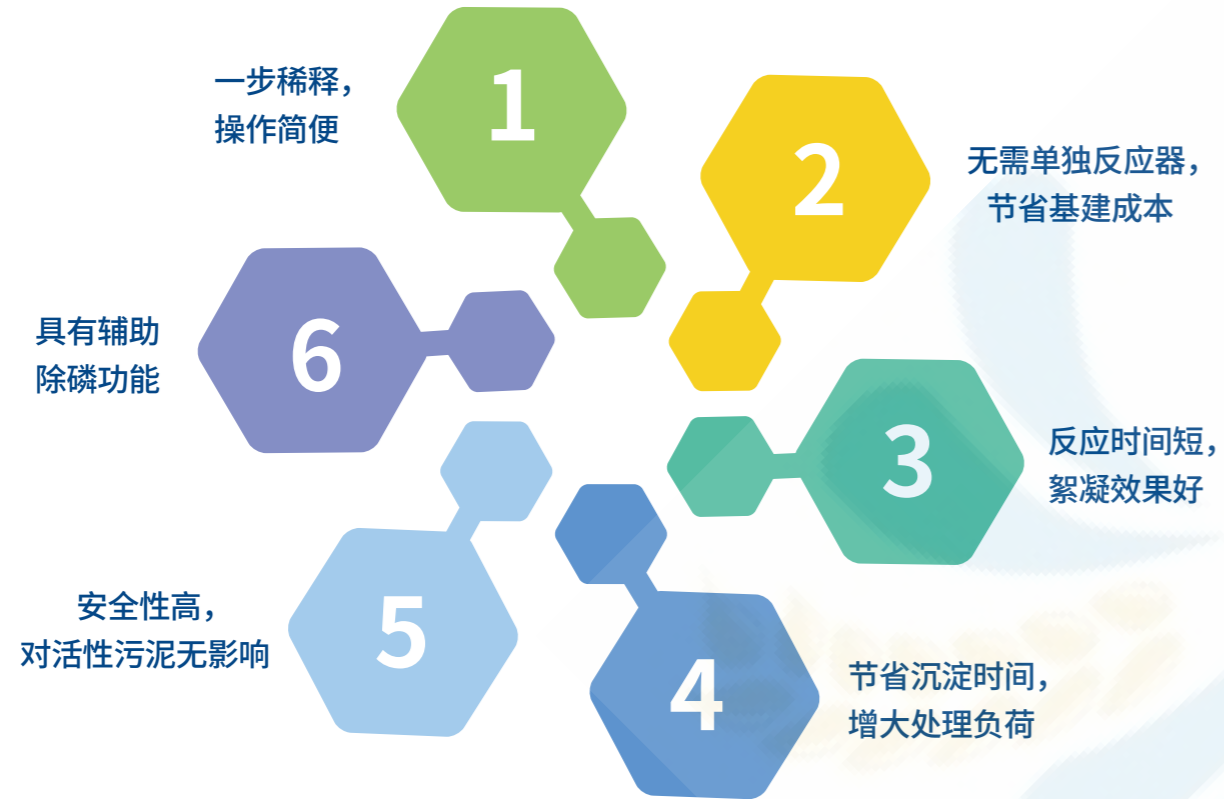 1
一步稀释，
操作简便
2
无需单独反应器，
节省基建成本
3
反应时间短，
絮凝效果好
4
节省沉淀时间，
增大处理负荷
5
安全性高，
对活性污泥无影响
6
具有辅助
除磷功能